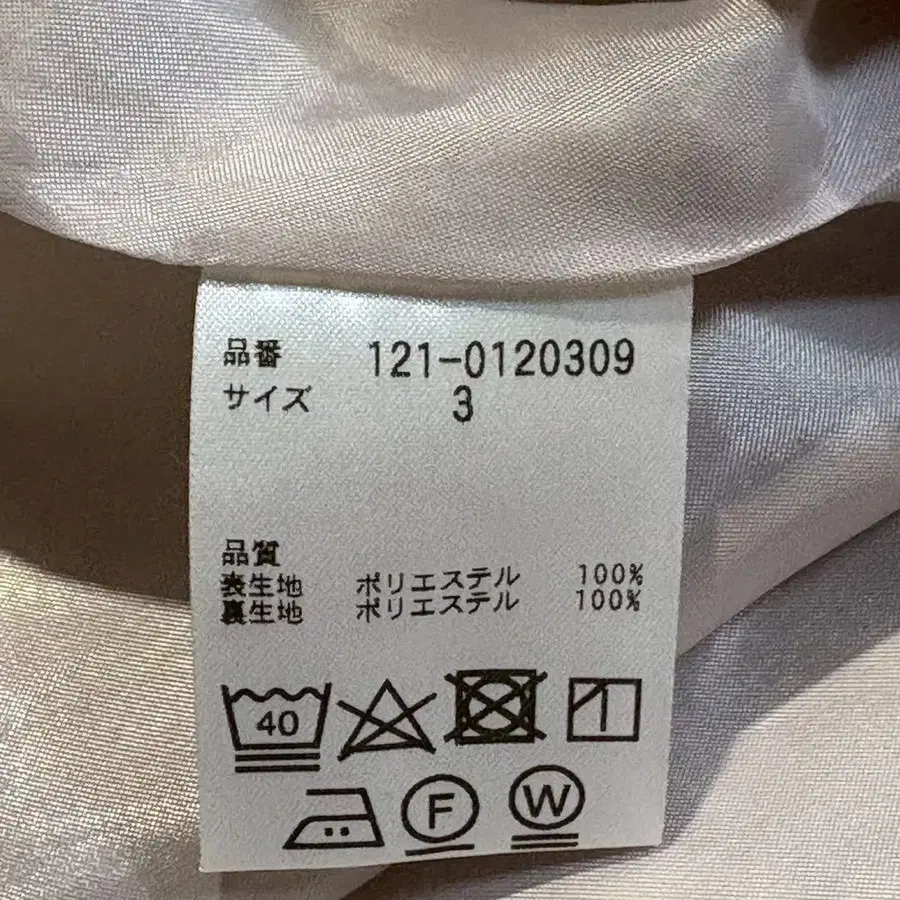 品番 121-0120309
サイズ 3
品質
表生地 ポリエステル 100%
裏生地 ポリエステル 100%
40
F W